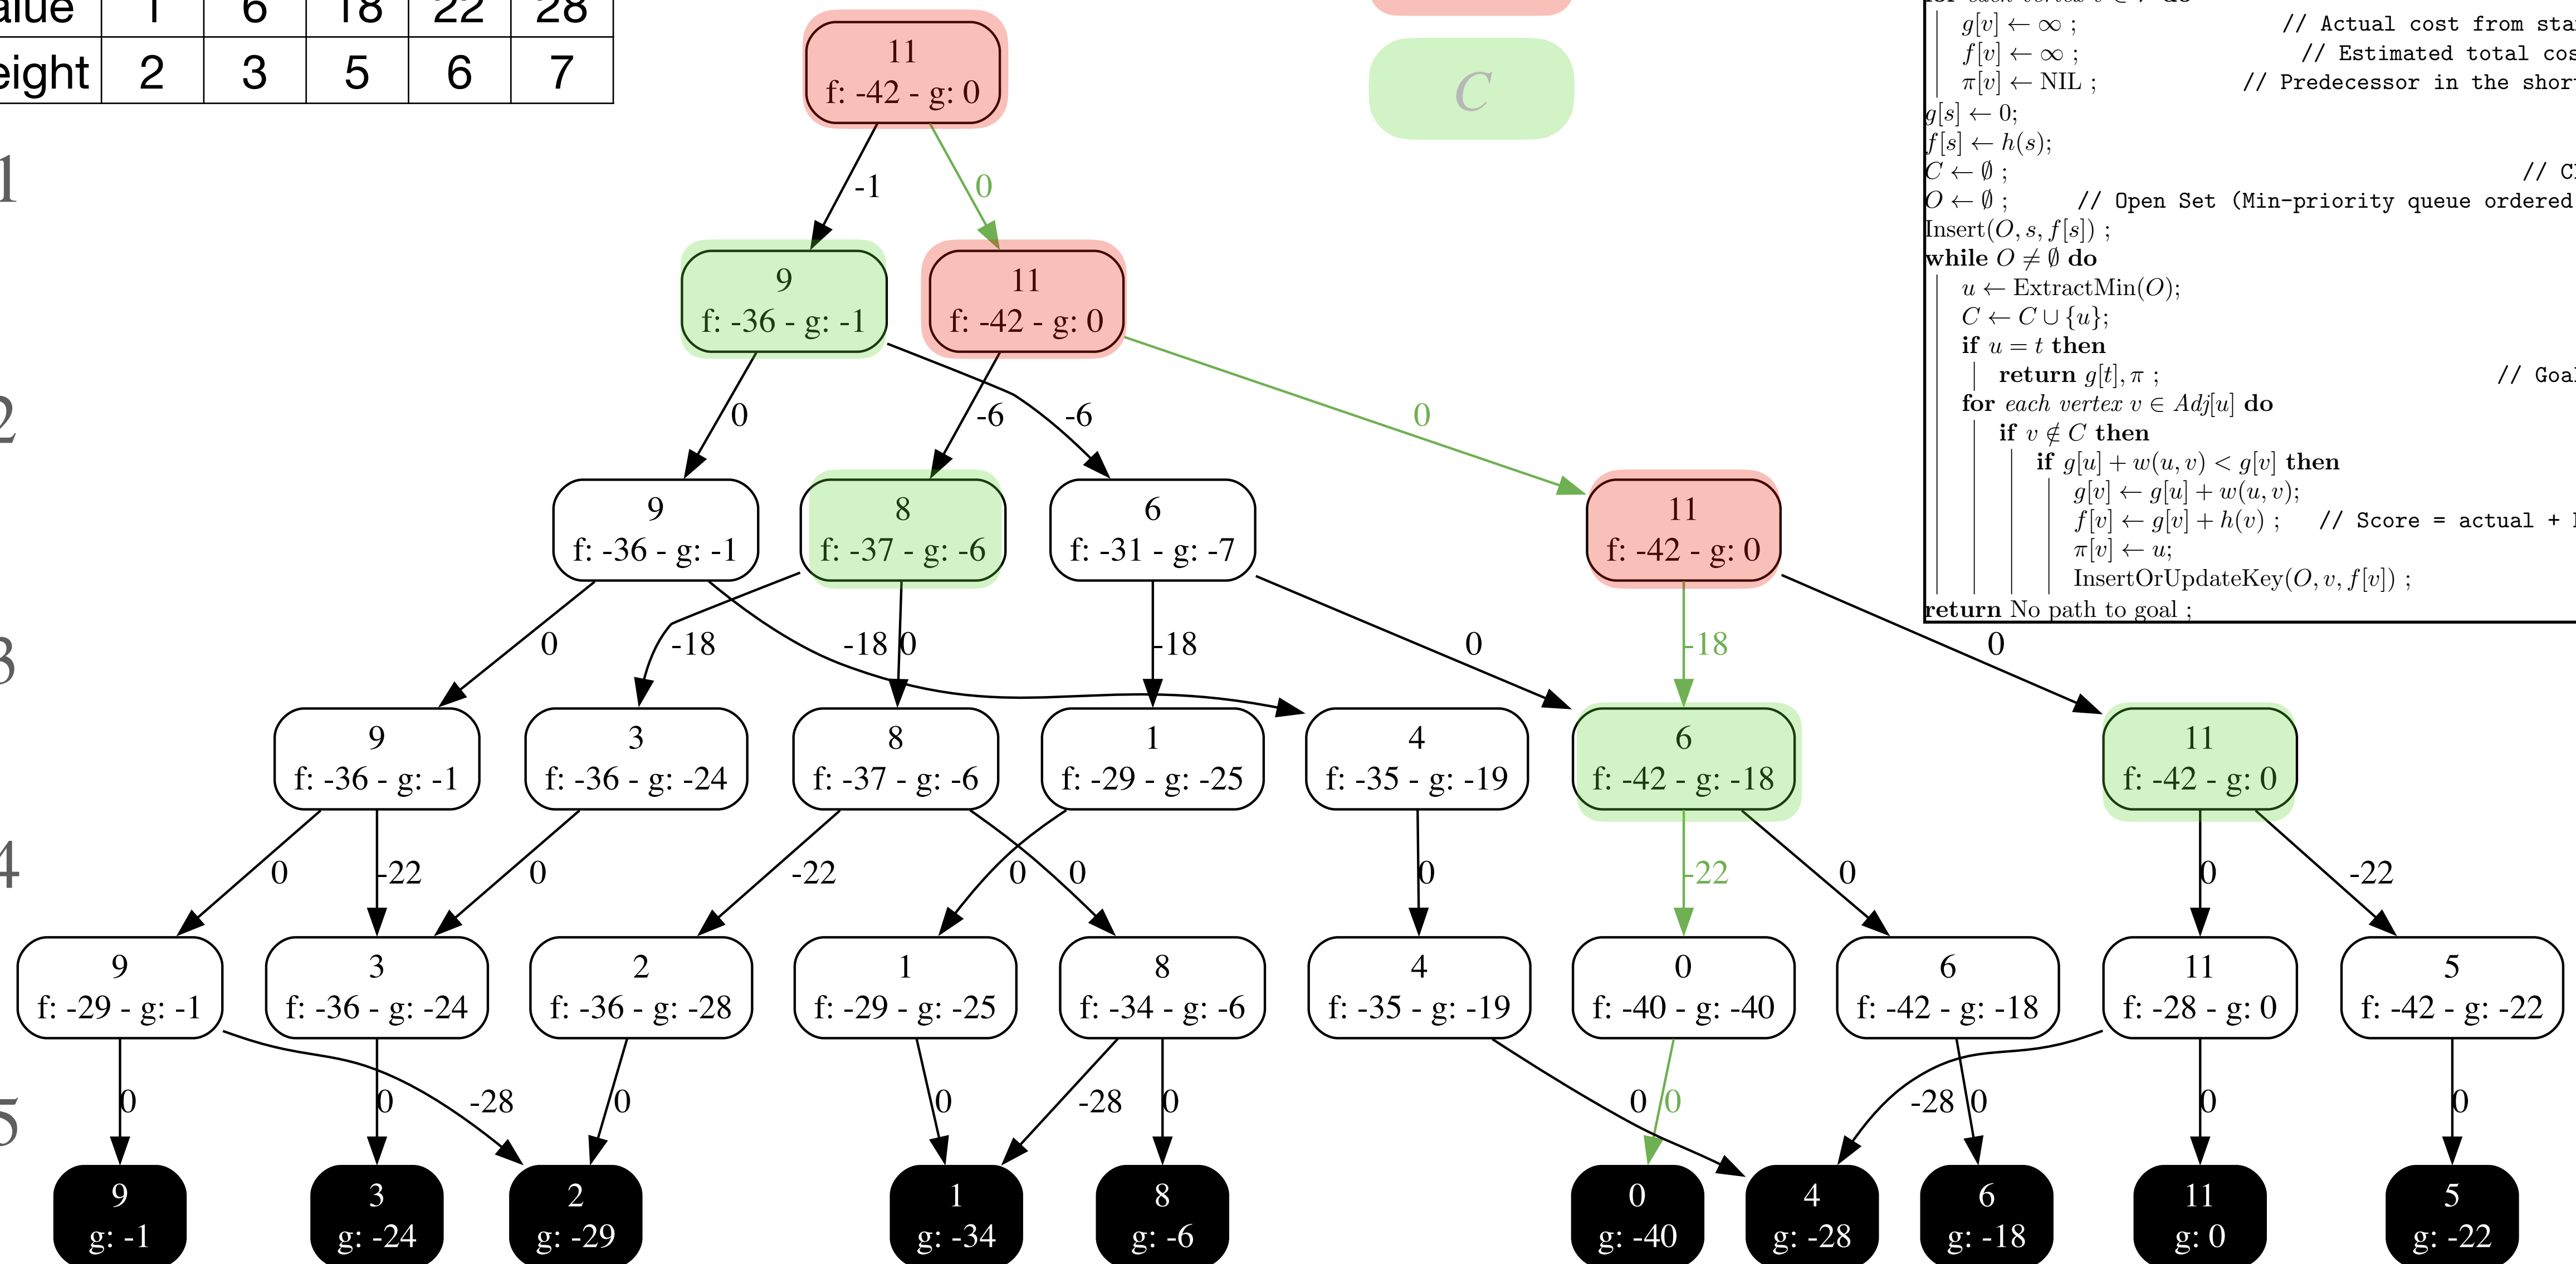 alue 1 6 18 22 28
eight 2 3 5 6 7
C
1
2
3
4
5
11
f: -42 - g: 0
-1
0
9
f: -36 - g: -1
11
f: -42 - g: 0
0
-6
-6
0
9
f: -36 - g: -1
8
f: -37 - g: -6
6
f: -31 - g: -7
11
f: -42 - g: 0
0
-18
-18
0
-18
0
-18
0
9
f: -36 - g: -1
3
f: -36 - g: -24
8
f: -37 - g: -6
1
f: -29 - g: -25
4
f: -35 - g: -19
6
f: -42 - g: -18
11
f: -42 - g: 0
0
-22
0
-22
0
0
0
-22
0
0
-22
9
f: -29 - g: -1
3
f: -36 - g: -24
2
f: -36 - g: -28
1
f: -29 - g: -25
8
f: -34 - g: -6
4
f: -35 - g: -19
0
f: -40 - g: -40
6
f: -42 - g: -18
11
f: -28 - g: 0
5
f: -42 - g: -22
0
0
-28
0
0
-28
0
0
0
-28
0
0
0
9
g: -1
3
g: -24
2
g: -29
1
g: -34
8
g: -6
0
g: -40
4
g: -28
6
g: -18
11
g: 0
5
g: -22
g[v] ← ∞ ; // Actual cost from sta
f[v] ← ∞ ; // Estimated total cos
π[v] ← NIL ; // Predecessor in the shor
g[s] ← 0;
f[s] ← h(s);
C ← ∅ ; // C
O ← ∅ ; // Open Set (Min-priority queue ordered
Insert(O, s, f[s]) ;
while O ≠ ∅ do
u ← ExtractMin(O);
C ← C ∪ {u};
if u = t then
return g[t], π ; // Goal
for each vertex v ∈ Adj[u] do
if v ∉ C then
if g[u] + w(u, v) < g[v] then
g[v] ← g[u] + w(u, v);
f[v] ← g[v] + h(v) ; // Score = actual +
π[v] ← u;
InsertOrUpdateKey(O, v, f[v]) ;
return No path to goal ;